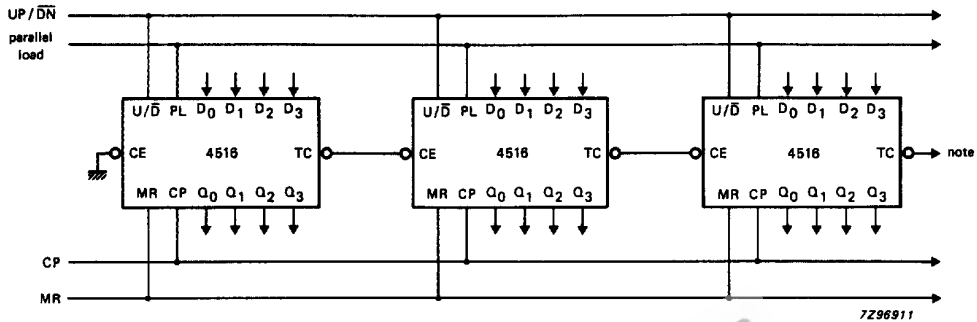 UP/D̅N̅
parallel
load
U/D̅ PL D0 D1 D2 D3 U/D̅ PL D0 D1 D2 D3 U/D̅ PL D0 D1 D2 D3
CE 4516 TC CE 4516 TC CE 4516 TC note
MR CP Q0 Q1 Q2 Q3 MR CP Q0 Q1 Q2 Q3 MR CP Q0 Q1 Q2 Q3
CP
MR
7Z96911